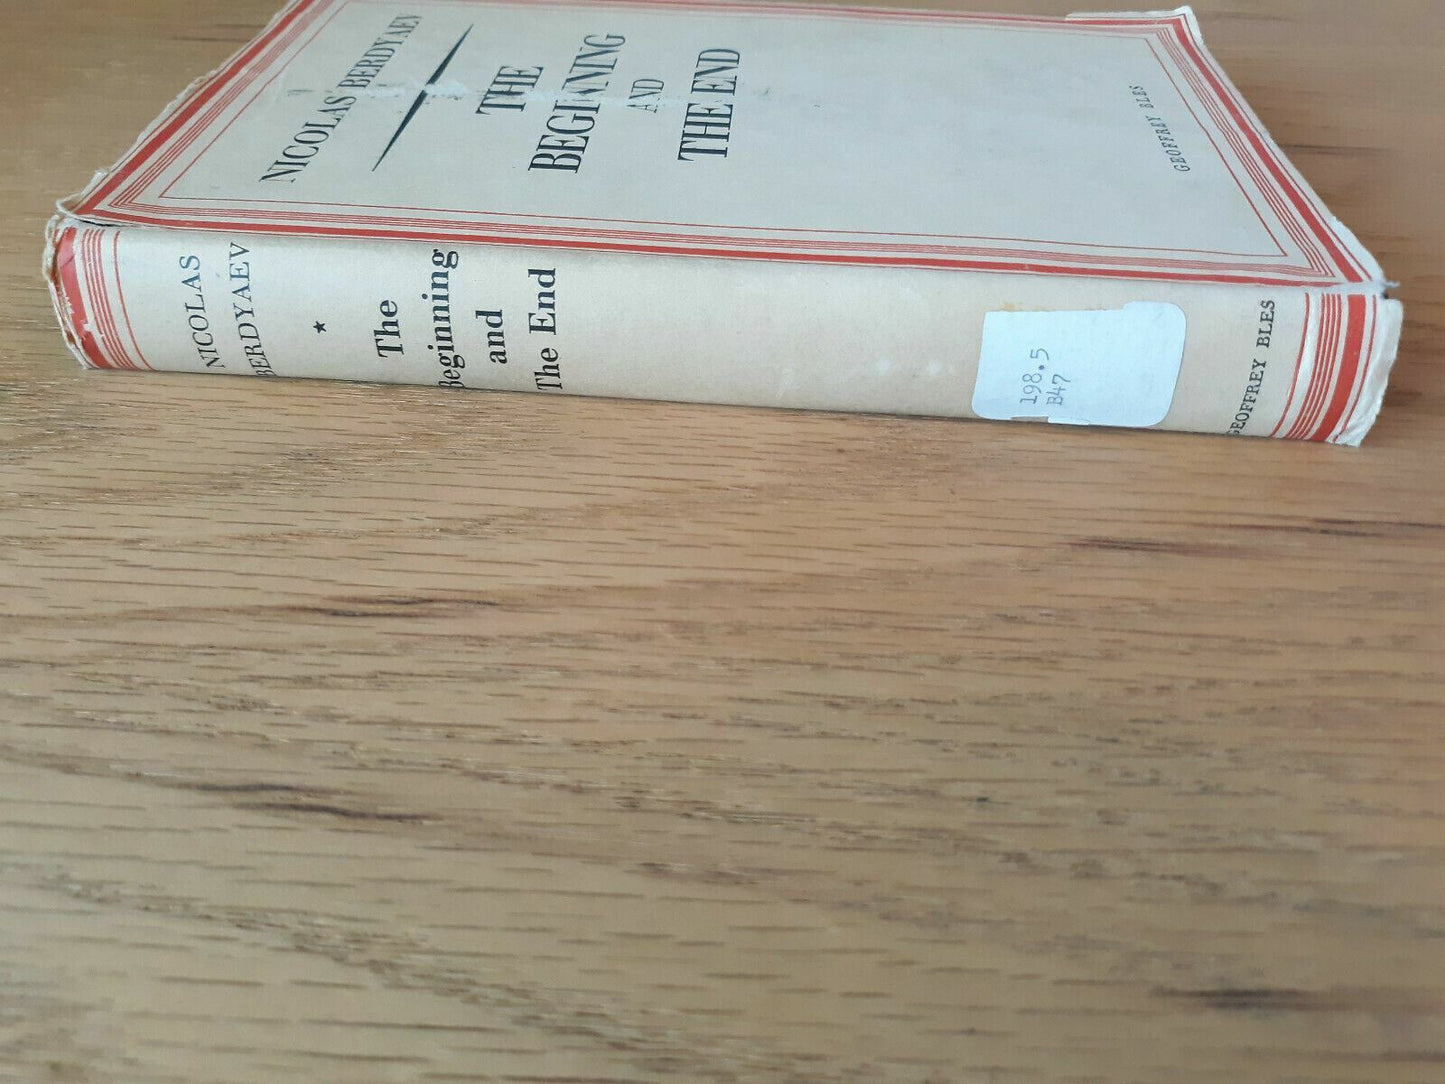 NICOLAS BERDYAEV
THE
BEGINNING
AND
THE END
GEOFFREY BLES
NICOLAS
BERDYAEV
★
The
Beginning
and
The End
198.5
B47
GEOFFREY BLES